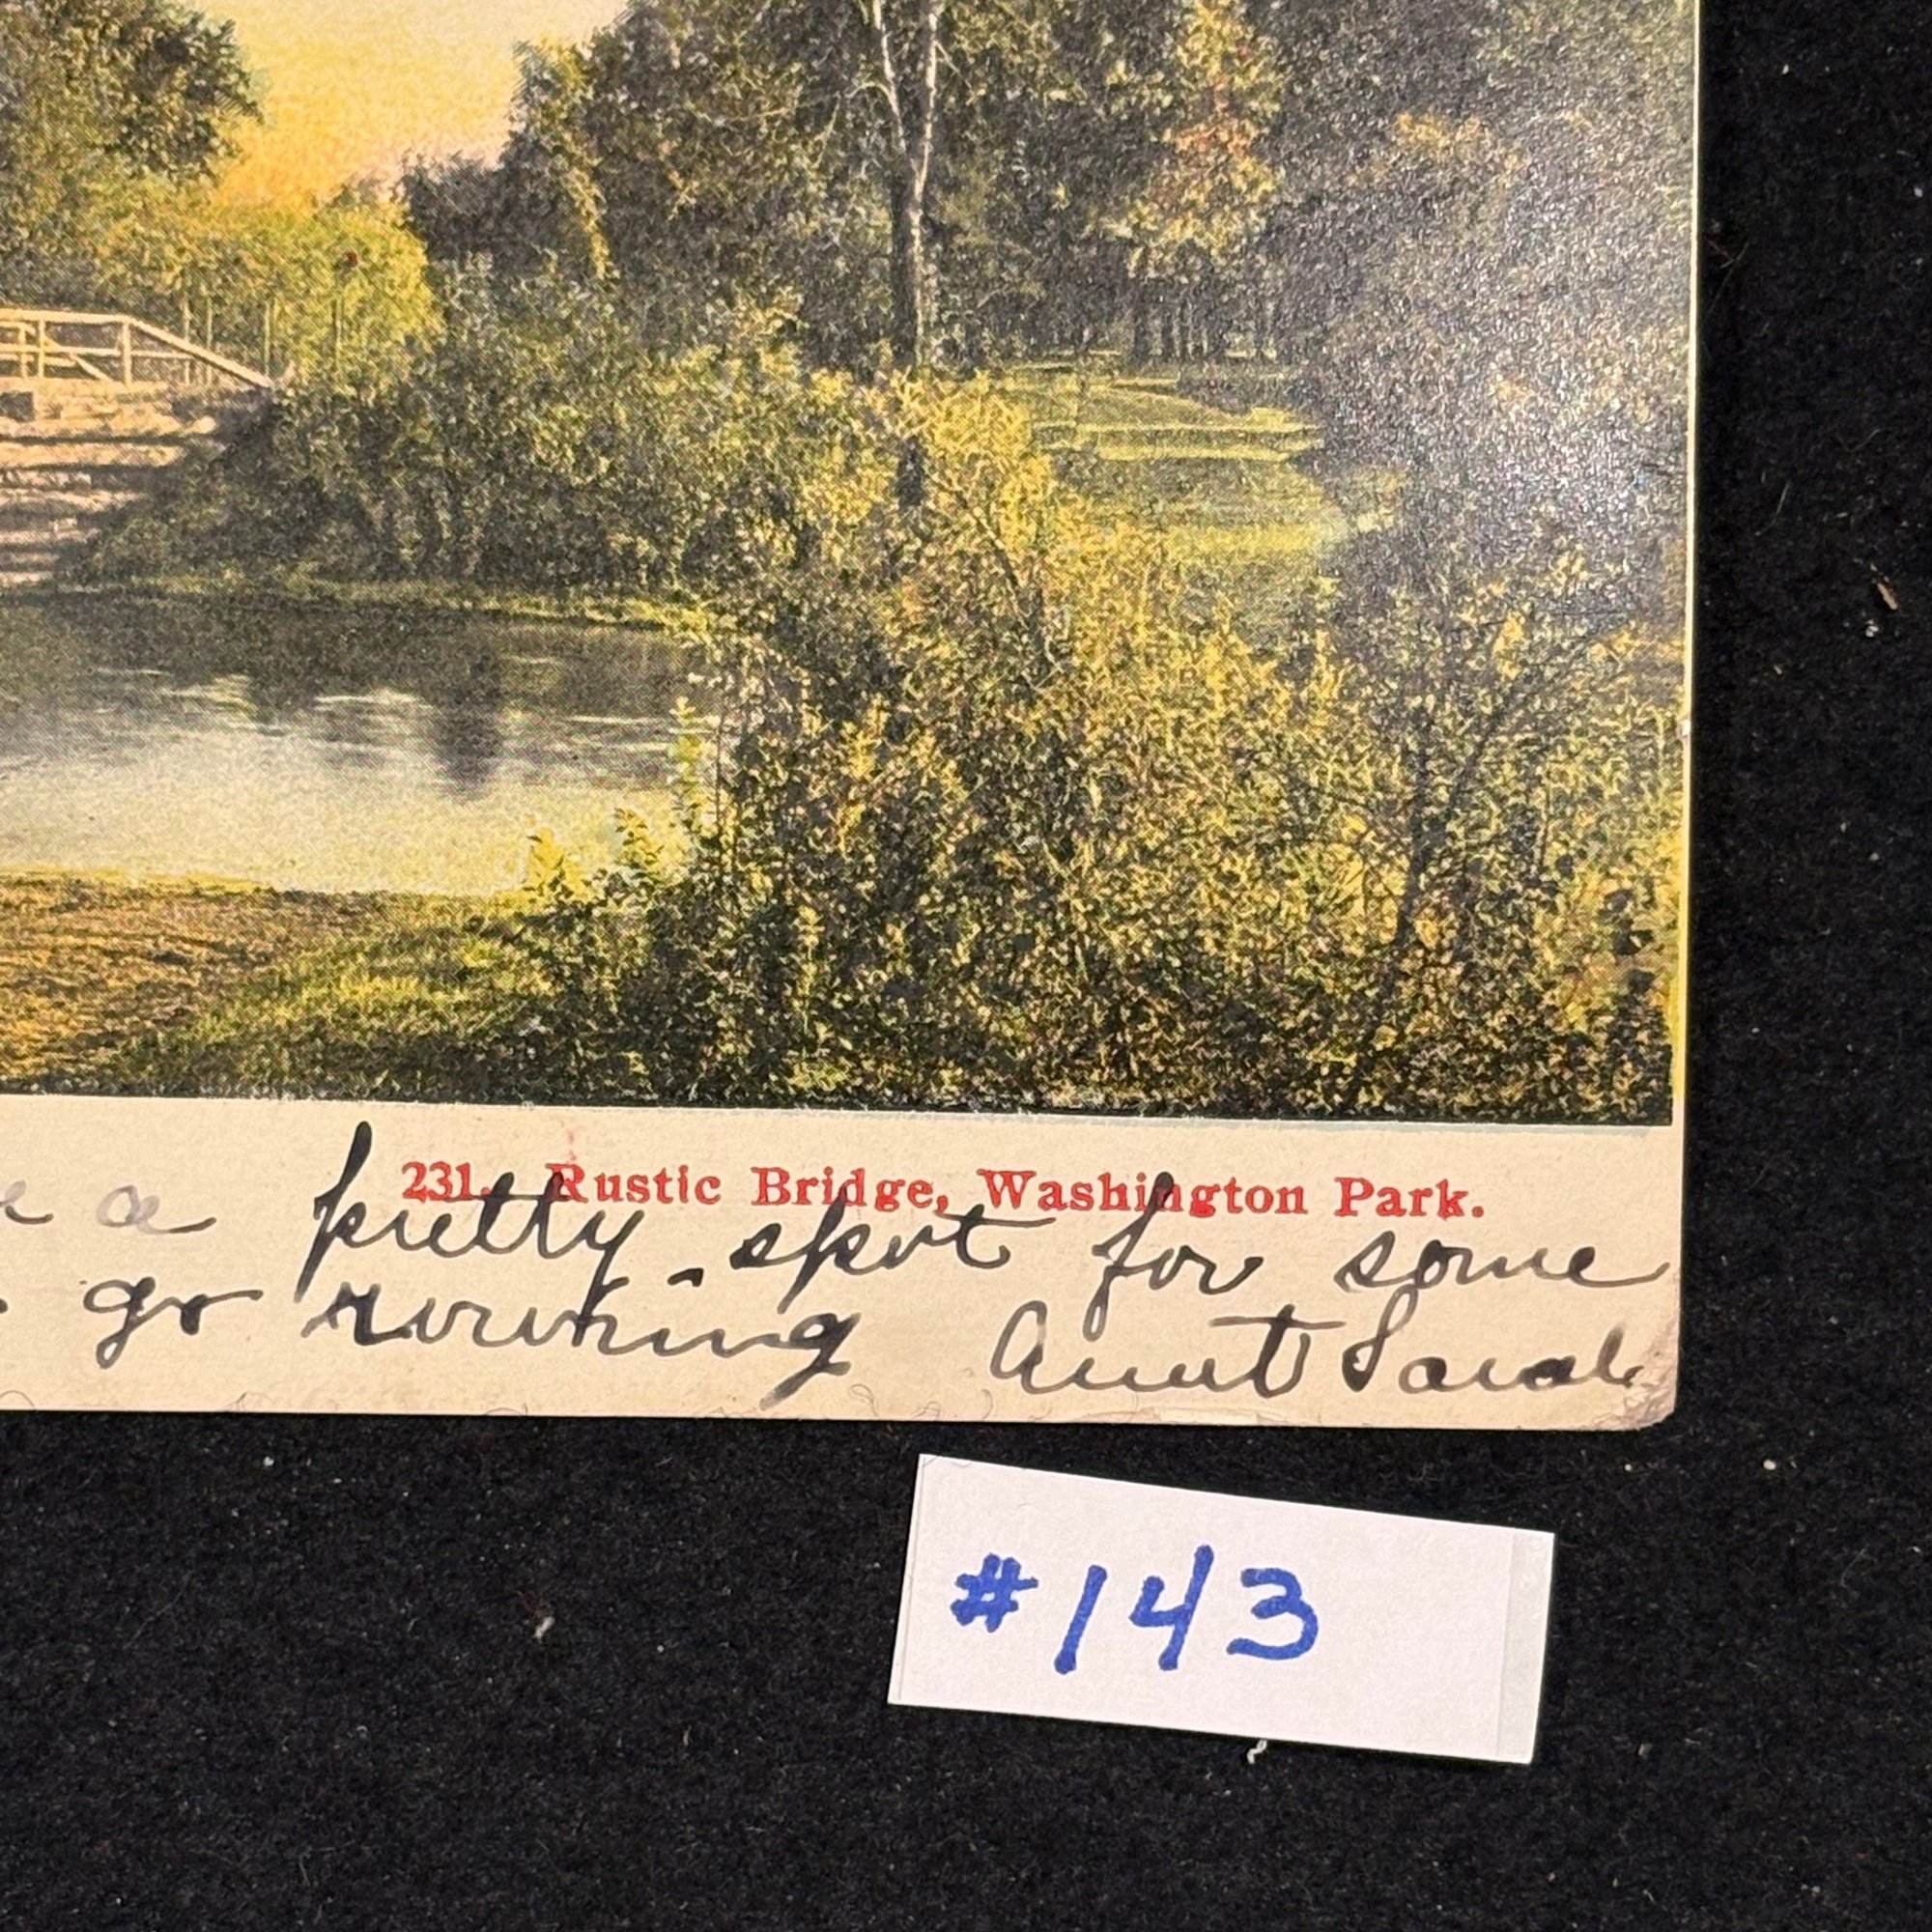 231. Rustic Bridge, Washington Park.
a pretty spot for some
go rowing Aunt Sarah
#143